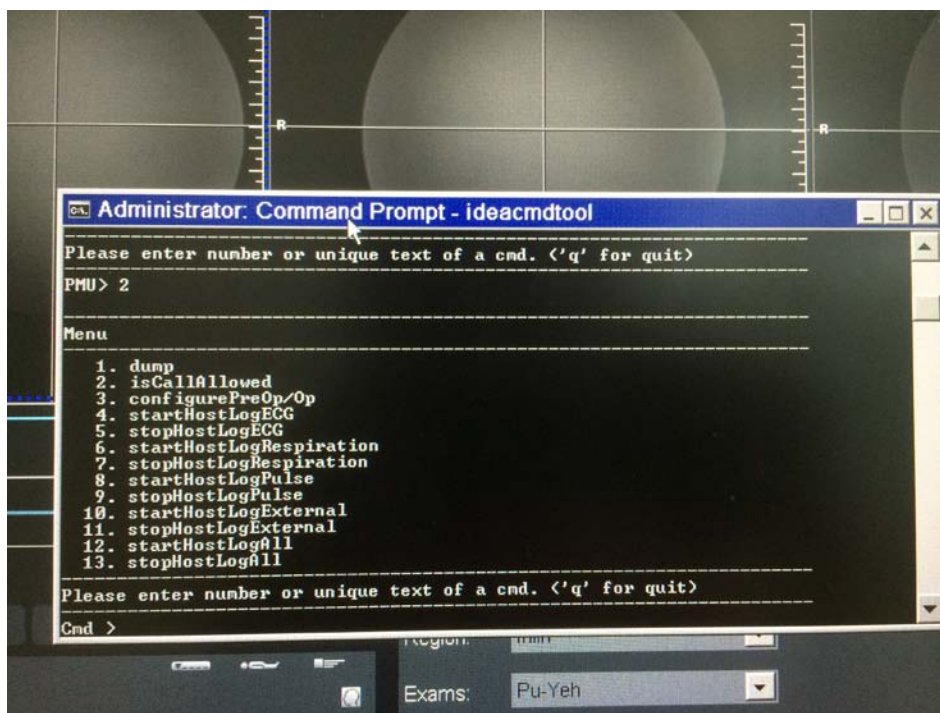 R
R
C:\.
Administrator: Command Prompt - ideacmdtool
Please enter number or unique text of a cmd. ('q' for quit)
PMU> 2
Menu
1. dump
2. isCallAllowed
3. configurePreOp/Op
4. startHostLogECG
5. stopHostLogECG
6. startHostLogRespiration
7. stopHostLogRespiration
8. startHostLogPulse
9. stopHostLogPulse
10. startHostLogExternal
11. stopHostLogExternal
12. startHostLogAll
13. stopHostLogAll
Please enter number or unique text of a cmd. ('q' for quit)
Cmd >
Region:
Exams: Pu-Yeh